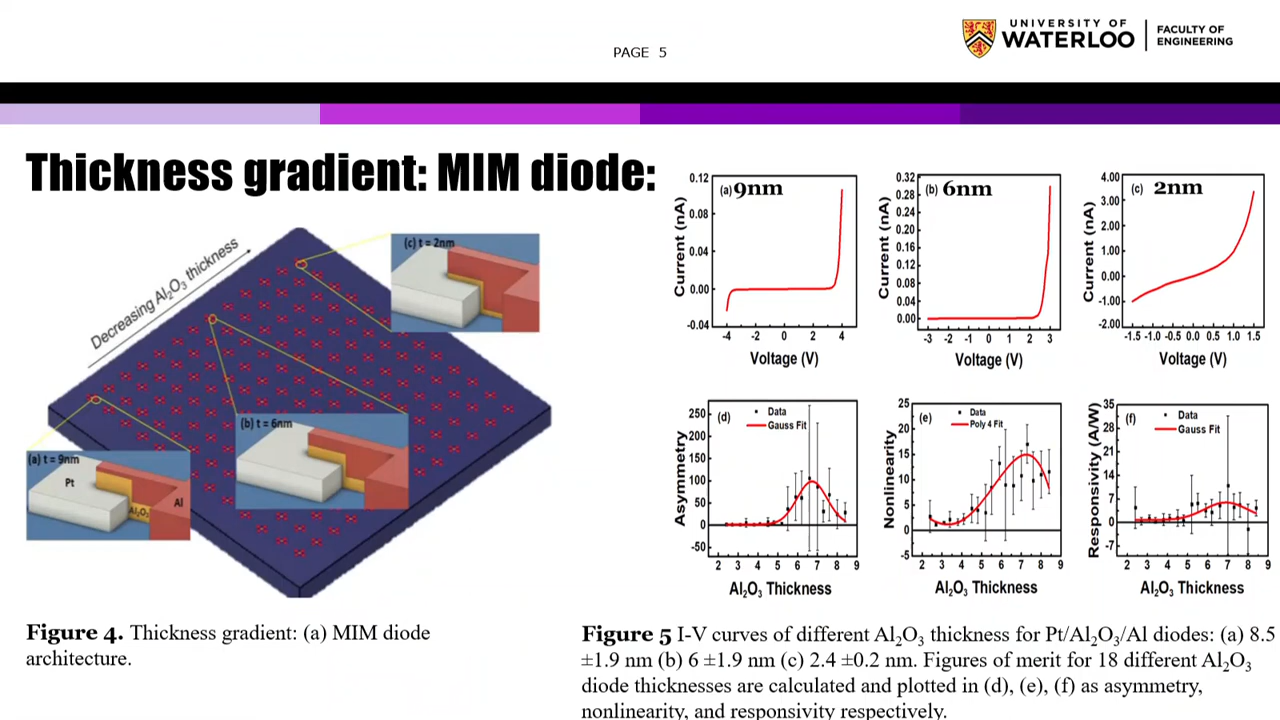 UNIVERSITY OF
WATERLOO
FACULTY OF
ENGINEERING
PAGE 5
Thickness gradient: MIM diode:
Decreasing Al₂O₃ thickness
(c) t = 2nm
(b) t = 6nm
(a) t = 9nm
Pt
Al₂O₃
Al
Figure 4. Thickness gradient: (a) MIM diode
architecture.
(a) 9nm
0.12
0.08
0.04
0.00
-0.04
Current (nA)
-4 -2 0 2 4
Voltage (V)
(b) 6nm
0.32
0.28
0.24
0.20
0.16
0.12
0.08
0.04
0.00
Current (nA)
-3 -2 -1 0 1 2 3
Voltage (V)
(c) 2nm
4.00
3.00
2.00
1.00
0.00
-1.00
-2.00
Current (nA)
-1.5 -1.0 -0.5 0.0 0.5 1.0 1.5
Voltage (V)
(d)
Data
Gauss Fit
250
200
150
100
50
0
-50
Asymmetry
2 3 4 5 6 7 8 9
Al₂O₃ Thickness
(e)
Data
Poly 4 Fit
25
20
15
10
5
0
-5
Nonlinearity
2 3 4 5 6 7 8 9
Al₂O₃ Thickness
(f)
Data
Gauss Fit
35
28
21
14
7
0
-7
Responsivity (A/W)
2 3 4 5 6 7 8 9
Al₂O₃ Thickness
Figure 5 I-V curves of different Al₂O₃ thickness for Pt/Al₂O₃/Al diodes: (a) 8.5
±1.9 nm (b) 6 ±1.9 nm (c) 2.4 ±0.2 nm. Figures of merit for 18 different Al₂O₃
diode thicknesses are calculated and plotted in (d), (e), (f) as asymmetry,
nonlinearity, and responsivity respectively.